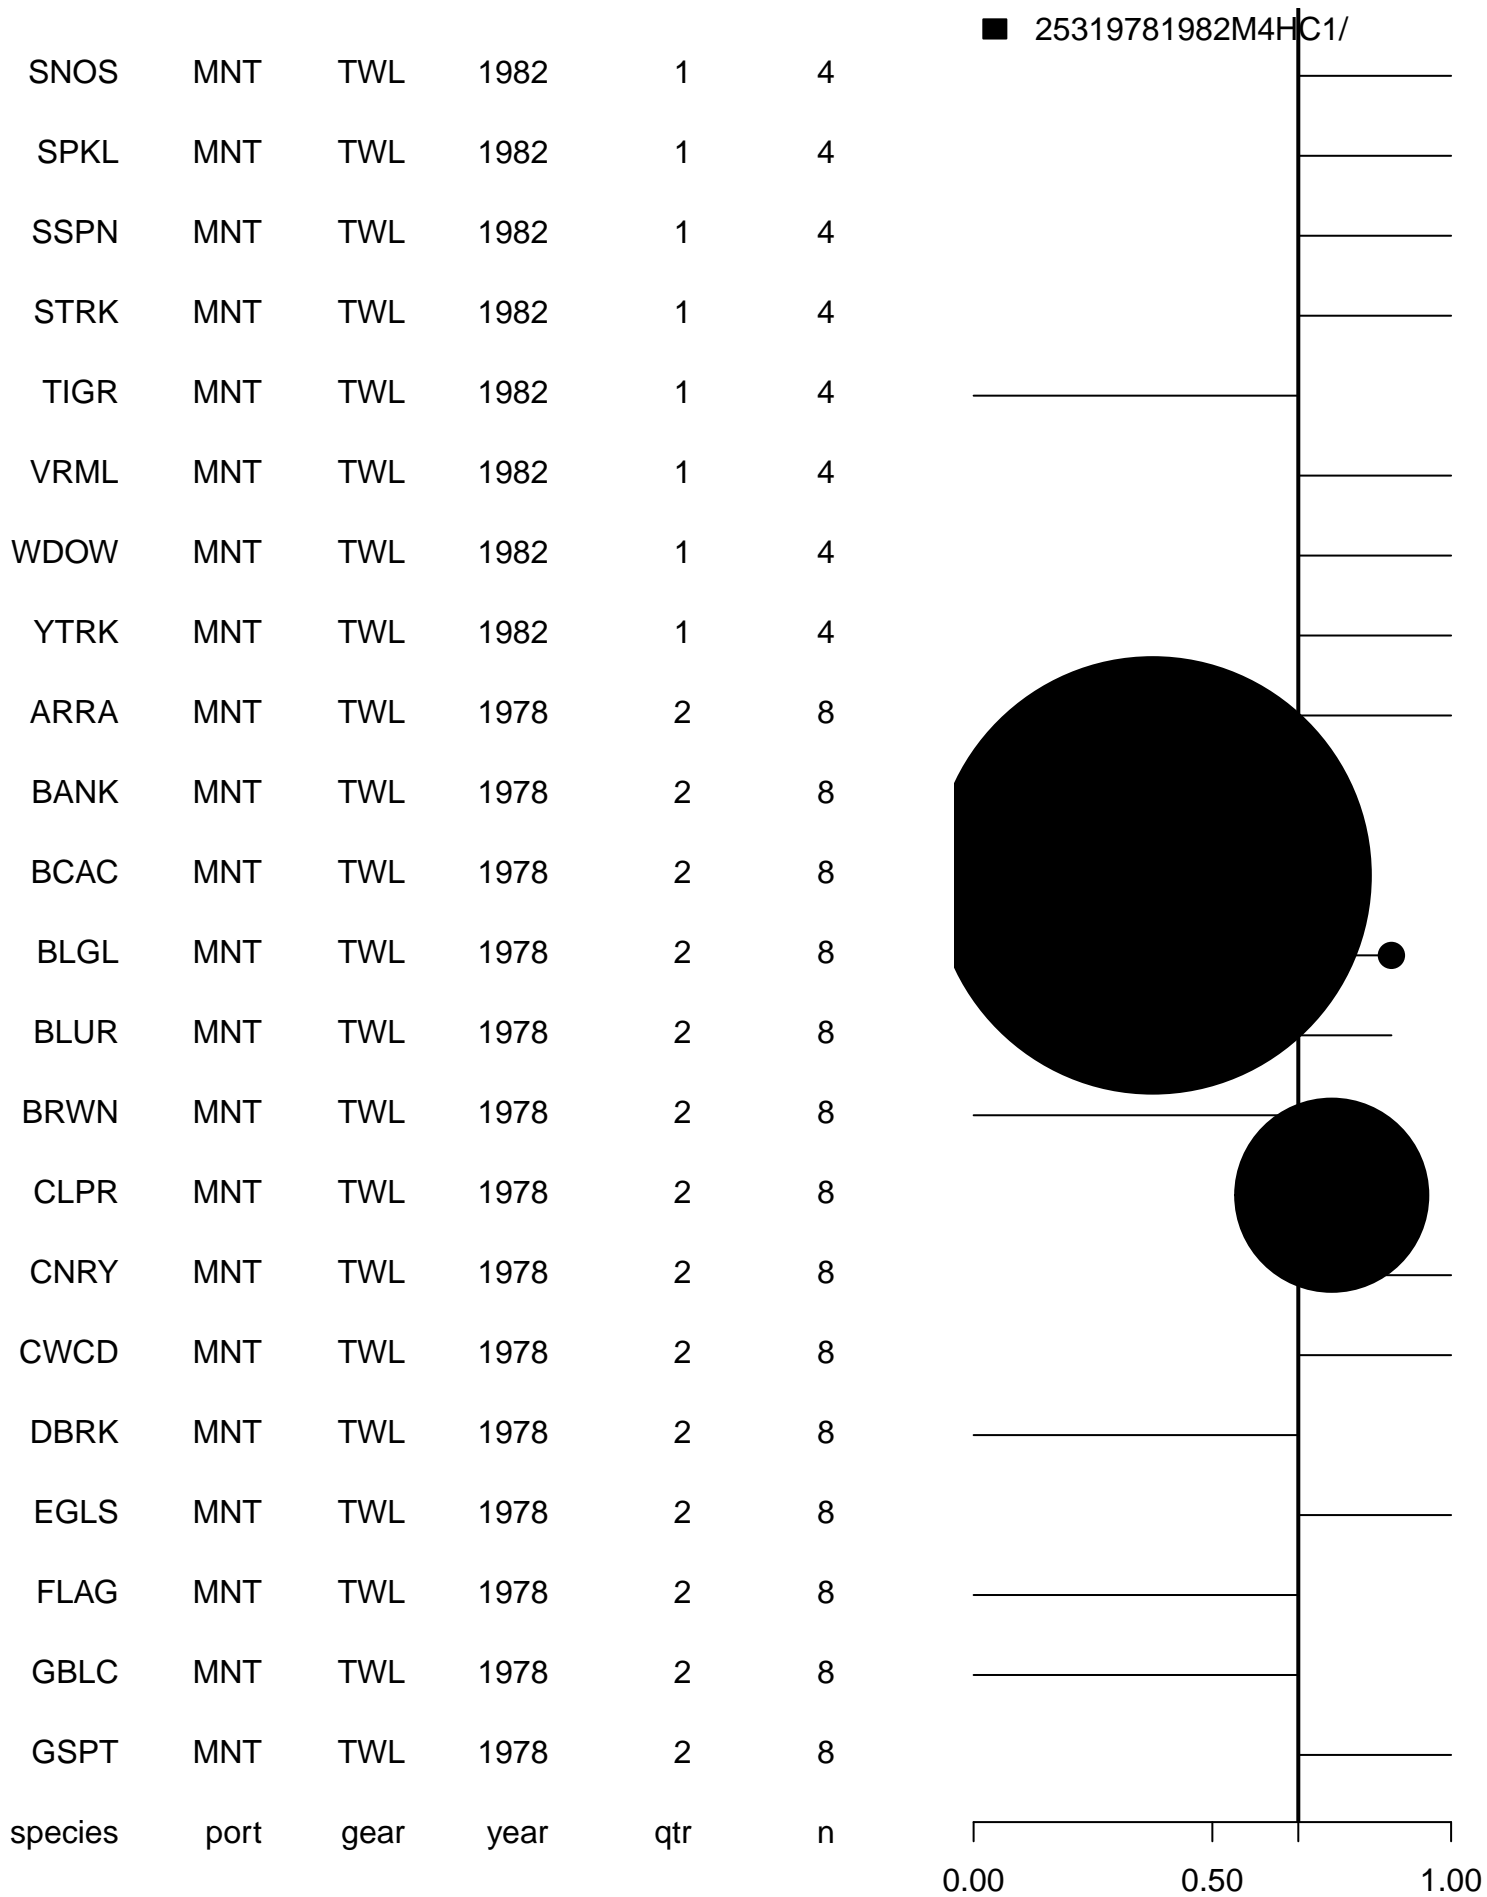 25319781982M4HC1/
SNOS MNT TWL 1982 1 4
SPKL MNT TWL 1982 1 4
SSPN MNT TWL 1982 1 4
STRK MNT TWL 1982 1 4
TIGR MNT TWL 1982 1 4
VRML MNT TWL 1982 1 4
WDOW MNT TWL 1982 1 4
YTRK MNT TWL 1982 1 4
ARRA MNT TWL 1978 2 8
BANK MNT TWL 1978 2 8
BCAC MNT TWL 1978 2 8
BLGL MNT TWL 1978 2 8
BLUR MNT TWL 1978 2 8
BRWN MNT TWL 1978 2 8
CLPR MNT TWL 1978 2 8
CNRY MNT TWL 1978 2 8
CWCD MNT TWL 1978 2 8
DBRK MNT TWL 1978 2 8
EGLS MNT TWL 1978 2 8
FLAG MNT TWL 1978 2 8
GBLC MNT TWL 1978 2 8
GSPT MNT TWL 1978 2 8
species port gear year qtr n
0.00 0.50 1.00